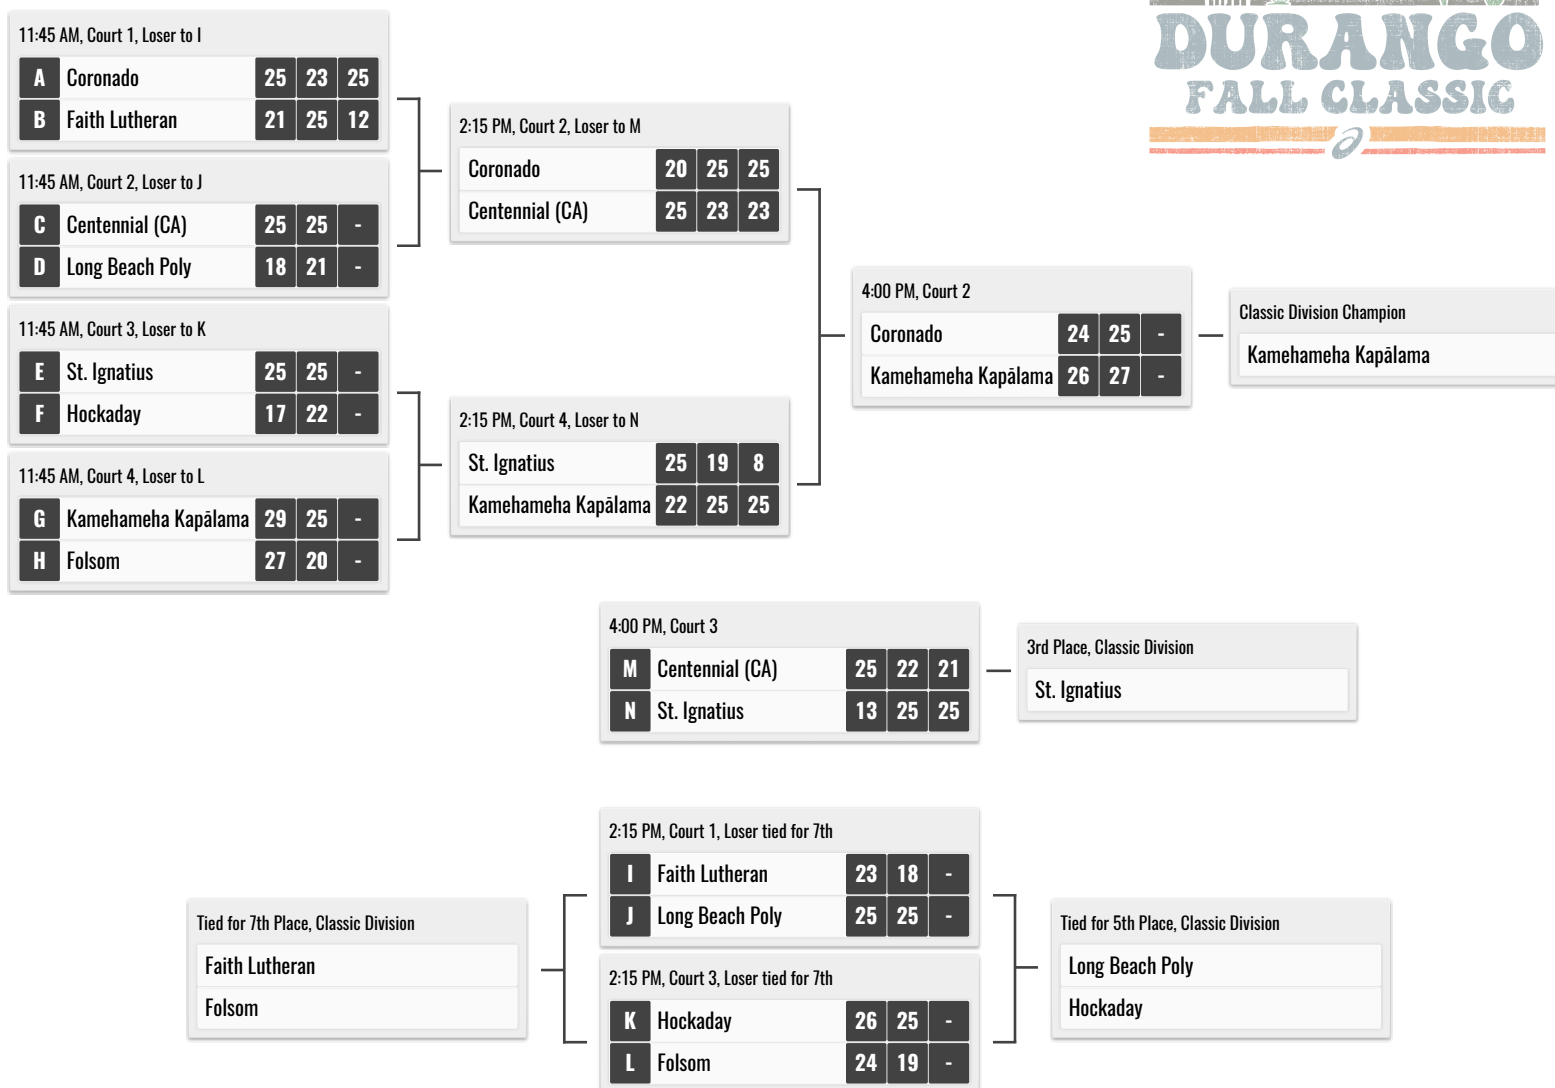 DURANGO
FALL CLASSIC
11:45 AM, Court 1, Loser to I
A Coronado 25 23 25
B Faith Lutheran 21 25 12
11:45 AM, Court 2, Loser to J
C Centennial (CA) 25 25 -
D Long Beach Poly 18 21 -
11:45 AM, Court 3, Loser to K
E St. Ignatius 25 25 -
F Hockaday 17 22 -
11:45 AM, Court 4, Loser to L
G Kamehameha Kapālama 29 25 -
H Folsom 27 20 -
2:15 PM, Court 2, Loser to M
Coronado 20 25 25
Centennial (CA) 25 23 23
2:15 PM, Court 4, Loser to N
St. Ignatius 25 19 8
Kamehameha Kapālama 22 25 25
4:00 PM, Court 2
Coronado 24 25 -
Kamehameha Kapālama 26 27 -
Classic Division Champion
Kamehameha Kapālama
4:00 PM, Court 3
M Centennial (CA) 25 22 21
N St. Ignatius 13 25 25
3rd Place, Classic Division
St. Ignatius
2:15 PM, Court 1, Loser tied for 7th
I Faith Lutheran 23 18 -
J Long Beach Poly 25 25 -
2:15 PM, Court 3, Loser tied for 7th
K Hockaday 26 25 -
L Folsom 24 19 -
Tied for 7th Place, Classic Division
Faith Lutheran
Folsom
Tied for 5th Place, Classic Division
Long Beach Poly
Hockaday